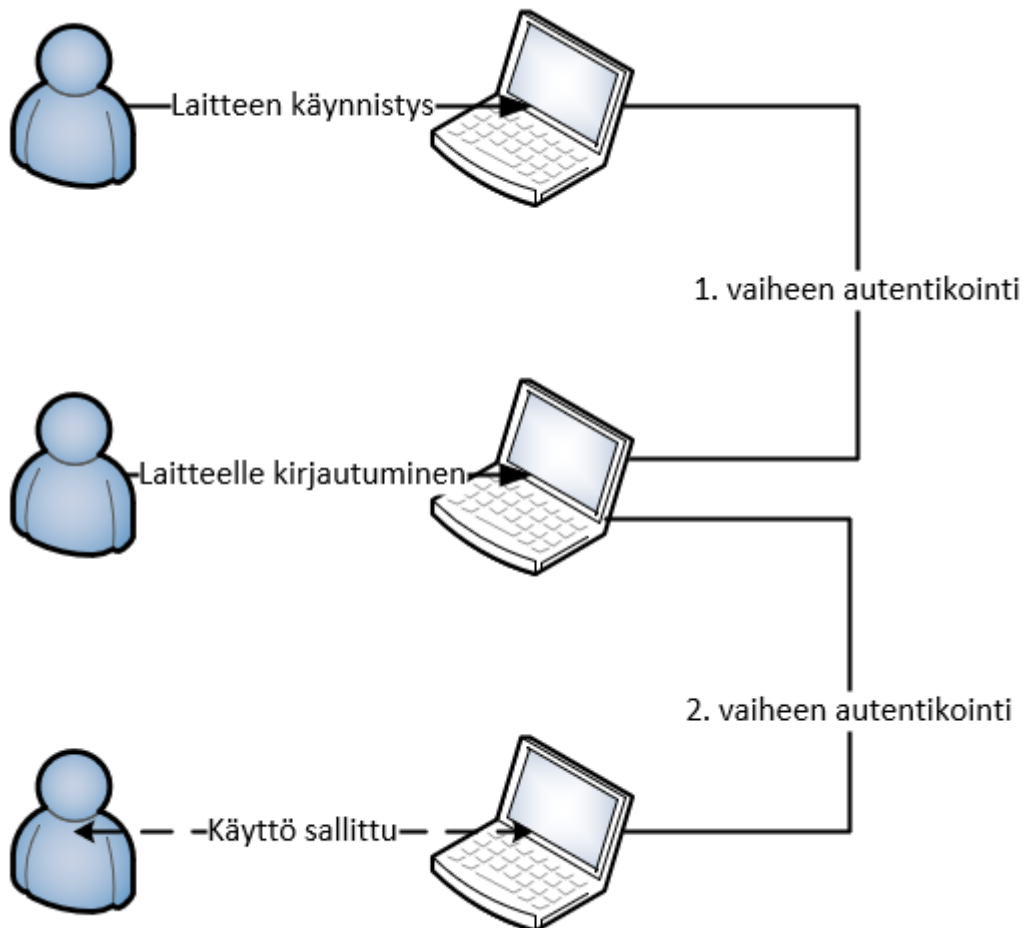 Laitteen käynnistys
1. vaiheen autentikointi
Laitteelle kirjautuminen
2. vaiheen autentikointi
Käyttö sallittu